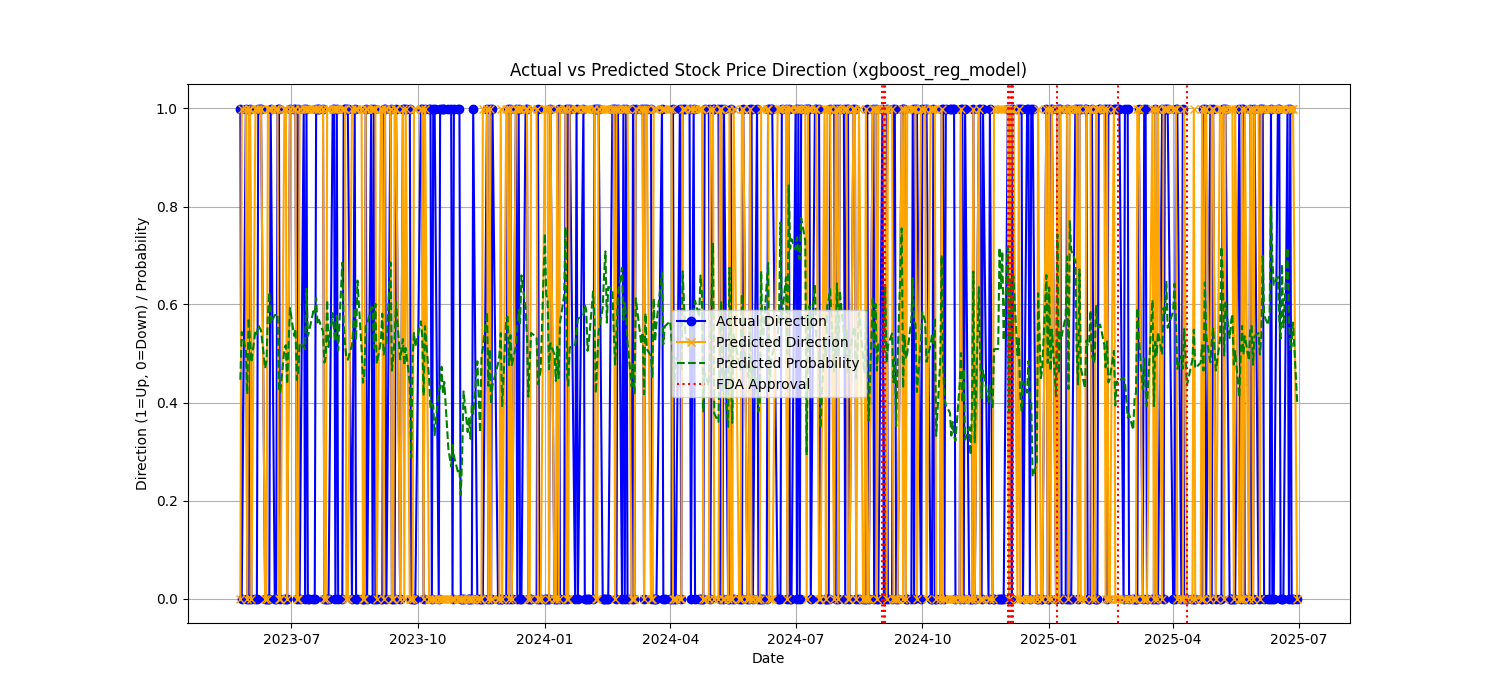 Actual vs Predicted Stock Price Direction (xgboost_reg_model)
Direction (1=Up, 0=Down) / Probability
1.0
0.8
0.6
0.4
0.2
0.0
Actual Direction
Predicted Direction
Predicted Probability
FDA Approval
2023-07 2023-10 2024-01 2024-04 2024-07 2024-10 2025-01 2025-04 2025-07
Date